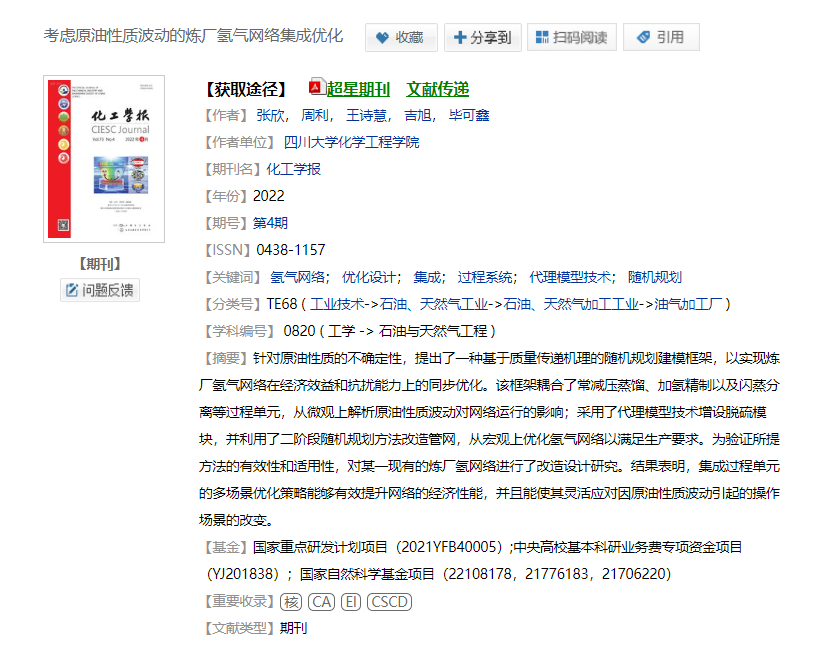 考虑原油性质波动的炼厂氢气网络集成优化
收藏
分享到
扫码阅读
引用
化工学报
CIESC Journal
【期刊】
问题反馈
【获取途径】 超星期刊 文献传递
【作者】 张欣， 周利， 王诗慧， 吉旭， 毕可鑫
【作者单位】 四川大学化学工程学院
【期刊名】 化工学报
【年份】 2022
【期号】 第4期
【ISSN】 0438-1157
【关键词】 氢气网络； 优化设计； 集成； 过程系统； 代理模型技术； 随机规划
【分类号】 TE68 ( 工业技术->石油、天然气工业->石油、天然气加工工业->油气加工厂 )
【学科编号】 0820 ( 工学 -> 石油与天然气工程 )
【摘要】 针对原油性质的不确定性，提出了一种基于质量传递机理的随机规划建模框架，以实现炼
厂氢气网络在经济效益和抗扰能力上的同步优化。该框架耦合了常减压蒸馏、加氢精制以及闪蒸分
离等过程单元，从微观上解析原油性质波动对网络运行的影响；采用了代理模型技术增设脱硫模
块，并利用了二阶段随机规划方法改造管网，从宏观上优化氢气网络以满足生产要求。为验证所提
方法的有效性和适用性，对某一现有的炼厂氢网络进行了改造设计研究。结果表明，集成过程单元
的多场景优化策略能够有效提升网络的经济性能，并且能使其灵活应对因原油性质波动引起的操作
场景的改变。
【基金】 国家重点研发计划项目（2021YFB40005）;中央高校基本科研业务费专项资金项目
（YJ201838）；国家自然科学基金项目（22108178，21776183，21706220）
【重要收录】 核 CA EI CSCD
【文献类型】 期刊